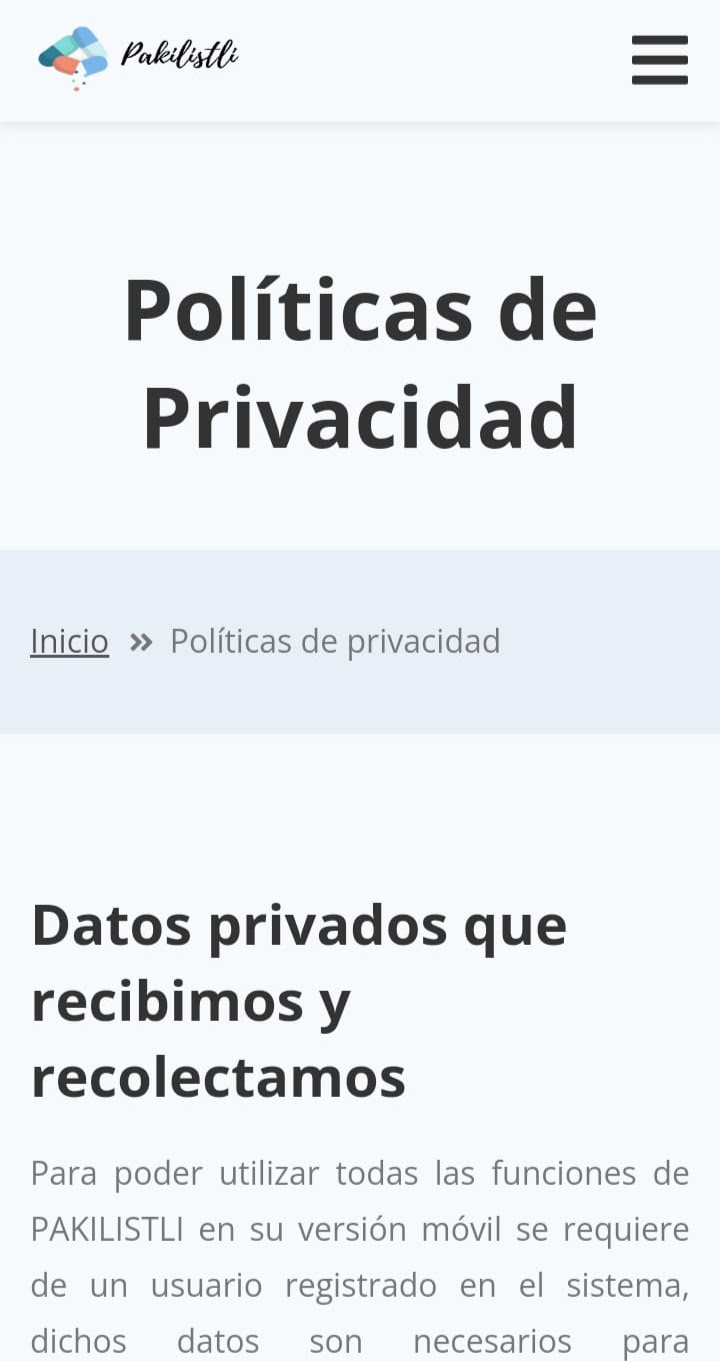 Pakilistli
Políticas de
Privacidad
Inicio » Políticas de privacidad
Datos privados que
recibimos y
recolectamos
Para poder utilizar todas las funciones de
PAKILISTLI en su versión móvil se requiere
de un usuario registrado en el sistema,
dichos datos son necesarios para